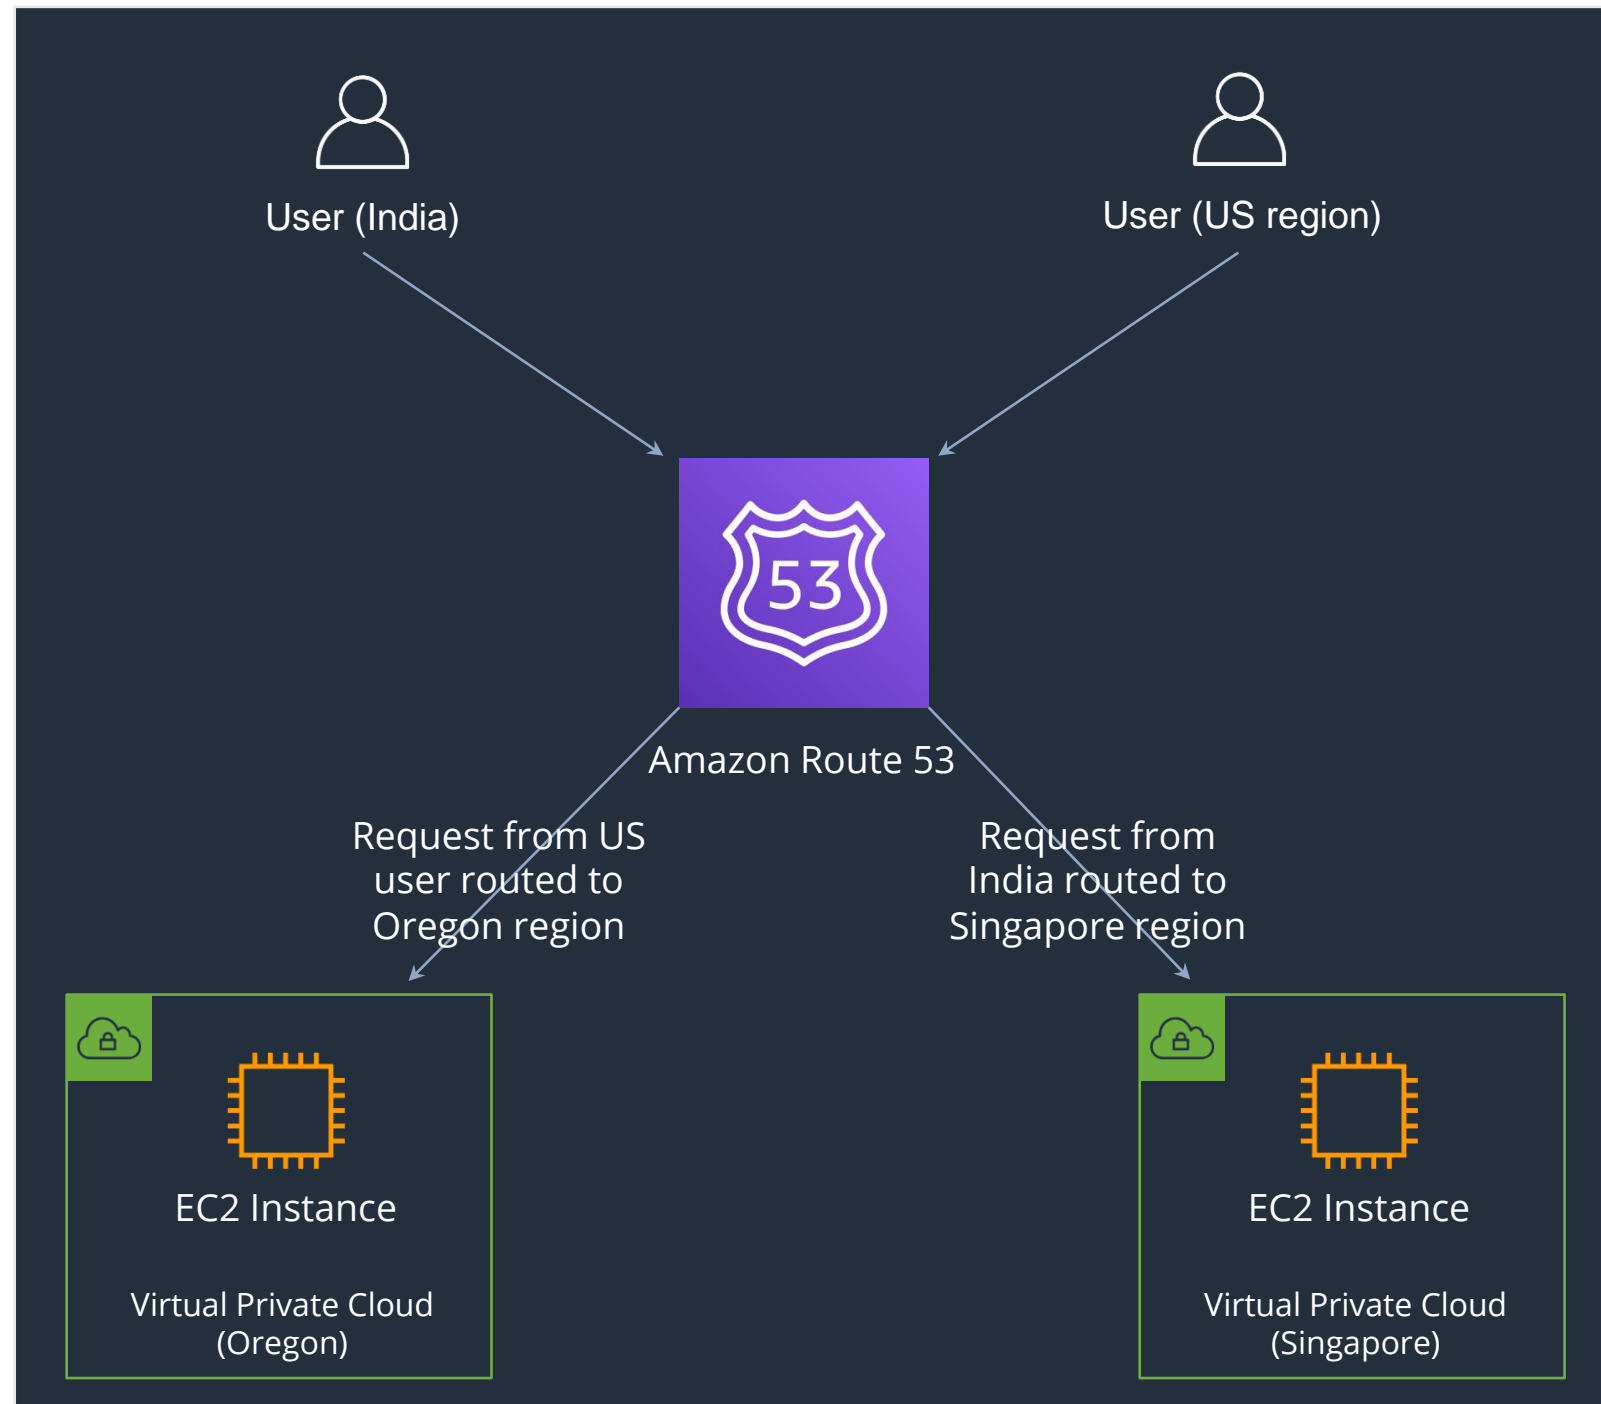 User (India)
User (US region)
53
Amazon Route 53
Request from US
user routed to
Oregon region
Request from
India routed to
Singapore region
EC2 Instance
Virtual Private Cloud
(Oregon)
EC2 Instance
Virtual Private Cloud
(Singapore)